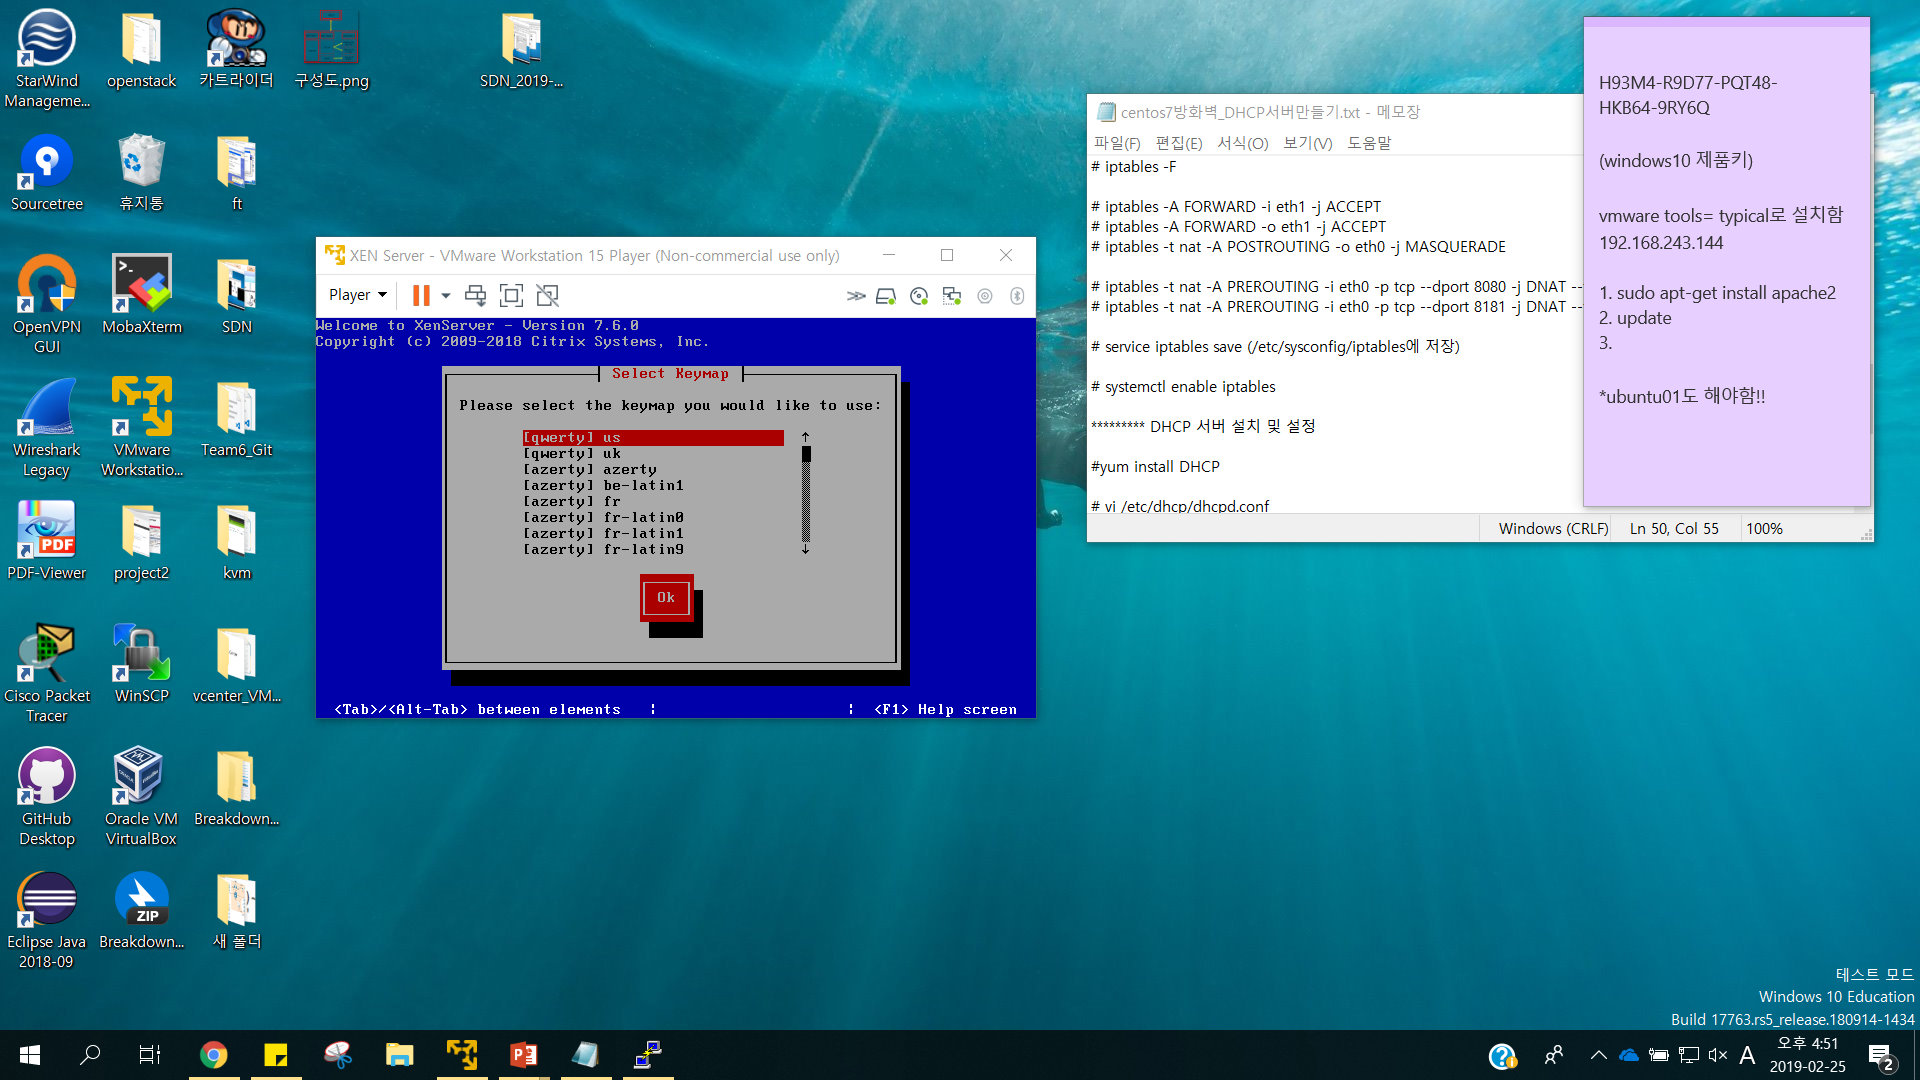 StarWind
Manageme...
openstack
카트라이더
구성도.png
SDN_2019-...
Sourcetree
휴지통
ft
OpenVPN
GUI
MobaXterm
SDN
Wireshark
Legacy
VMware
Workstatio...
Team6_Git
PDF
PDF-Viewer
project2
kvm
Cisco Packet
Tracer
WinSCP
vcenter_VM...
GitHub
Desktop
Oracle VM
VirtualBox
Breakdown...
Eclipse Java
2018-09
ZIP
Breakdown...
새 폴더
XEN Server - VMware Workstation 15 Player (Non-commercial use only)
Player
Welcome to XenServer - Version 7.6.0
Copyright (c) 2009-2018 Citrix Systems, Inc.
Select Keymap
Please select the keymap you would like to use:
[qwerty] us
[qwerty] uk
[azerty] azerty
[azerty] be-latin1
[azerty] fr
[azerty] fr-latin0
[azerty] fr-latin1
[azerty] fr-latin9
Ok
<Tab>/<Alt-Tab> between elements | | <F1> Help screen
centos7방화벽_DHCP서버만들기.txt - 메모장
파일(F) 편집(E) 서식(O) 보기(V) 도움말
# iptables -F
# iptables -A FORWARD -i eth1 -j ACCEPT
# iptables -A FORWARD -o eth1 -j ACCEPT
# iptables -t nat -A POSTROUTING -o eth0 -j MASQUERADE
# iptables -t nat -A PREROUTING -i eth0 -p tcp --dport 8080 -j DNAT --
# iptables -t nat -A PREROUTING -i eth0 -p tcp --dport 8181 -j DNAT --
# service iptables save (/etc/sysconfig/iptables에 저장)
# systemctl enable iptables
********* DHCP 서버 설치 및 설정
#yum install DHCP
# vi /etc/dhcp/dhcpd.conf
Windows (CRLF) Ln 50, Col 55 100%
H93M4-R9D77-PQT48-
HKB64-9RY6Q
(windows10 제품키)
vmware tools= typical로 설치함
192.168.243.144
1. sudo apt-get install apache2
2. update
3.
*ubuntu01도 해야함!!
테스트 모드
Windows 10 Education
Build 17763.rs5_release.180914-1434
A
오후 4:51
2019-02-25
2